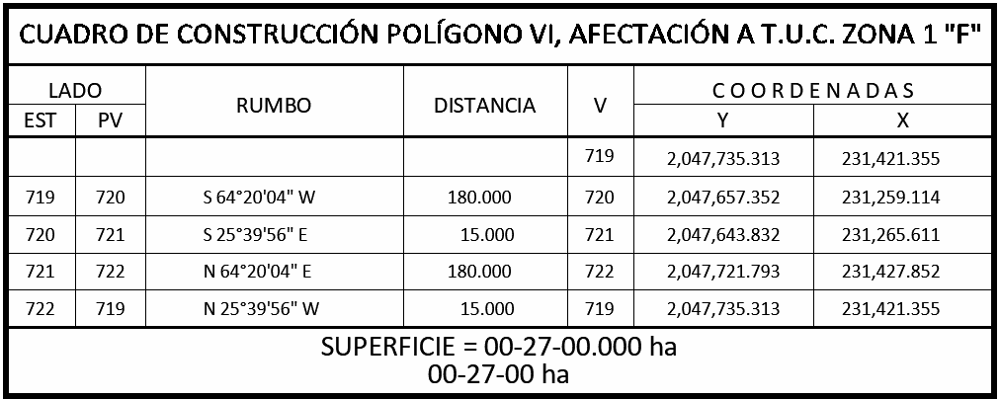 CUADRO DE CONSTRUCCIÓN POLÍGONO VI, AFECTACIÓN A T.U.C. ZONA 1 "F"
LADO RUMBO DISTANCIA V C O O R D E N A D A S
EST PV Y X
719 2,047,735.313 231,421.355
719 720 S 64°20'04" W 180.000 720 2,047,657.352 231,259.114
720 721 S 25°39'56" E 15.000 721 2,047,643.832 231,265.611
721 722 N 64°20'04" E 180.000 722 2,047,721.793 231,427.852
722 719 N 25°39'56" W 15.000 719 2,047,735.313 231,421.355
SUPERFICIE = 00-27-00.000 ha
00-27-00 ha